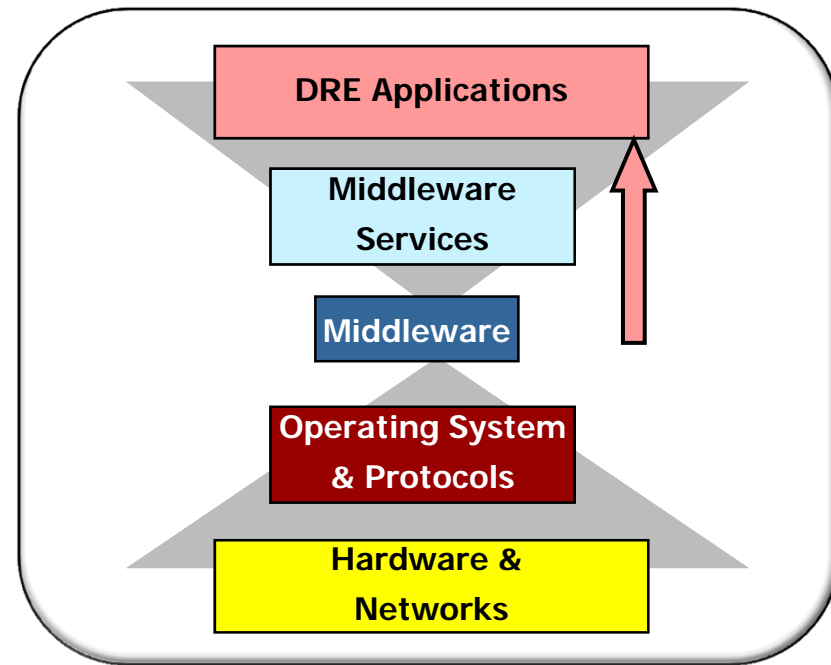 DRE Applications
Middleware
Services
Middleware
Operating System
& Protocols
Hardware &
Networks